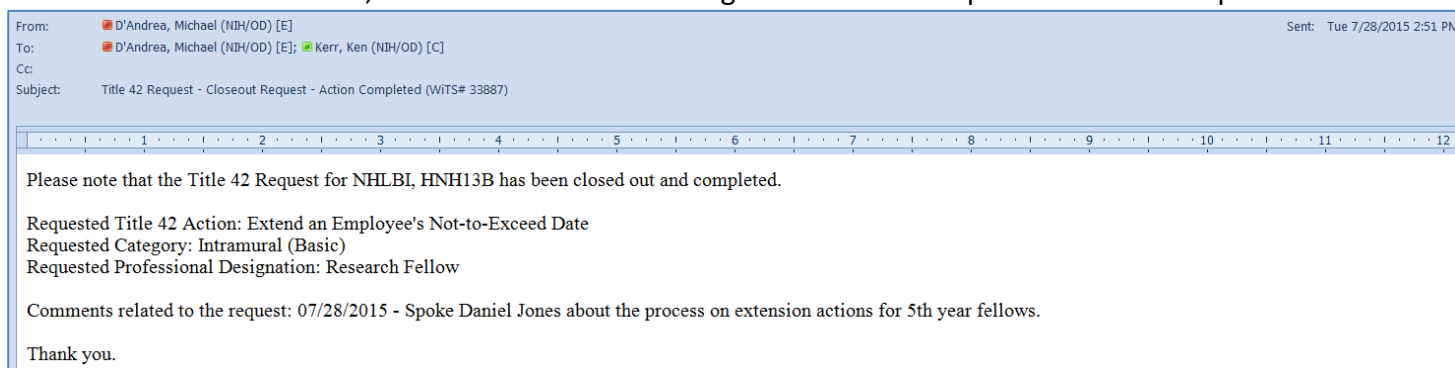 From: D'Andrea, Michael (NIH/OD) [E] Sent: Tue 7/28/2015 2:51 PM
To: D'Andrea, Michael (NIH/OD) [E]; Kerr, Ken (NIH/OD) [C]
Cc:
Subject: Title 42 Request - Closeout Request - Action Completed (WiTS# 33887)
1 2 3 4 5 6 7 8 9 10 11 12
Please note that the Title 42 Request for NHLBI, HNH13B has been closed out and completed.
Requested Title 42 Action: Extend an Employee's Not-to-Exceed Date
Requested Category: Intramural (Basic)
Requested Professional Designation: Research Fellow
Comments related to the request: 07/28/2015 - Spoke Daniel Jones about the process on extension actions for 5th year fellows.
Thank you.